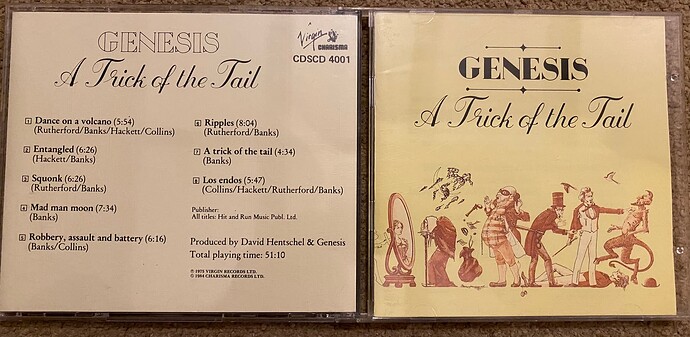 GENESIS
A Trick of the Tail
Virgin
CHARISMA
CDSCD 4001
1 Dance on a volcano (5:54)
(Rutherford/Banks/Hackett/Collins)
2 Entangled (6:26)
(Hackett/Banks)
3 Squonk (6:26)
(Rutherford/Banks)
4 Mad man moon (7:34)
(Banks)
5 Robbery, assault and battery (6:16)
(Banks/Collins)
6 Ripples (8:04)
(Rutherford/Banks)
7 A trick of the tail (4:34)
(Banks)
8 Los endos (5:47)
(Collins/Hackett/Rutherford/Banks)
Publisher:
All titles: Hit and Run Music Publ. Ltd.
Produced by David Hentschel & Genesis
Total playing time: 51:10
℗ 1975 VIRGIN RECORDS LTD.
© 1984 CHARISMA RECORDS LTD.
GENESIS
A Trick of the Tail